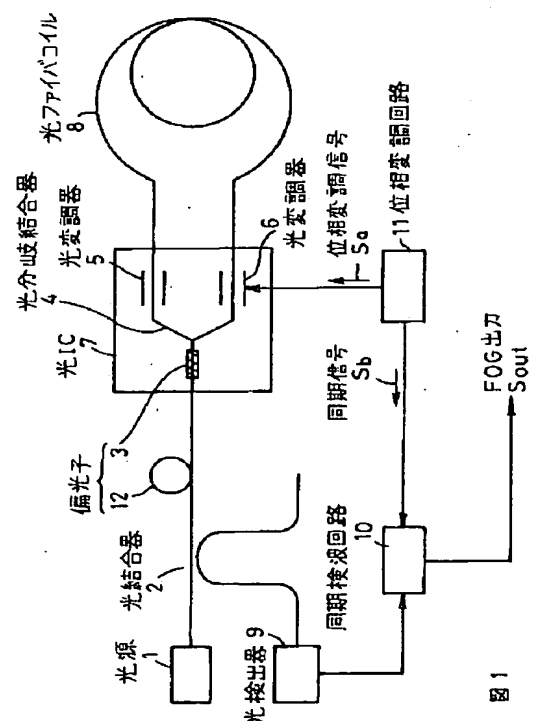 光源
1
光結合器
2
偏光子
12 3
光IC
7
光分岐結合器
4
光変調器
5
光ファイバコイル
8
光変調器
6
位相変調信号
Sa
11 位相変調回路
同期信号
Sb
同期検波回路
10
光検出器 9
FOG出力
Sout
図1